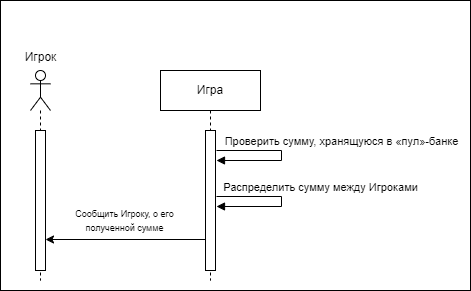 Игрок
Игра
Проверить сумму, хранящуюся в «пул»-банке
Распределить сумму между Игроками
Сообщить Игроку, о его
полученной сумме